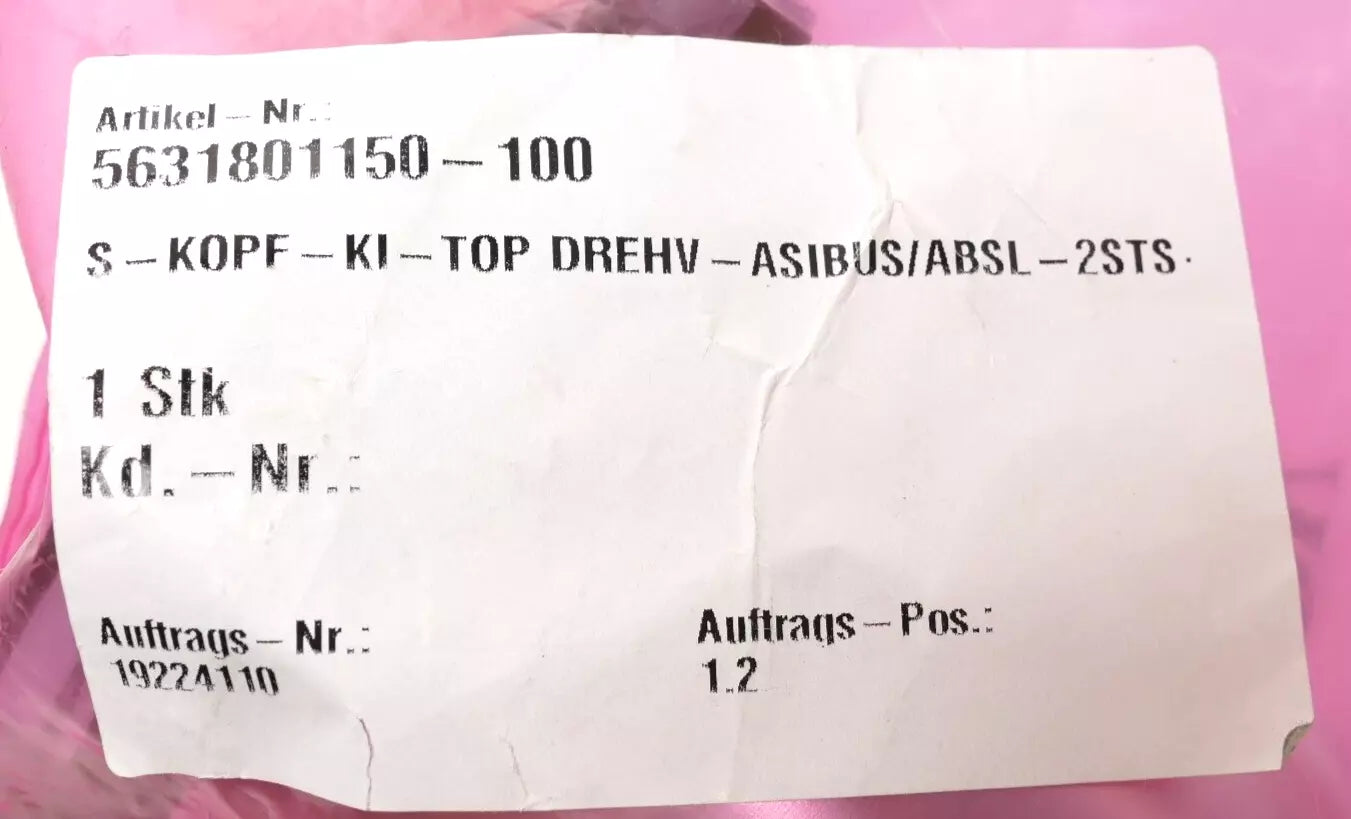 Artikel-Nr.:
5631801150-100
S-KOPF-KI-TOP DREHV-ASIBUS/ABSL-2STS.
1 Stk
Kd.-Nr.:
Auftrags-Nr.: Auftrags-Pos.:
19224110 1.2